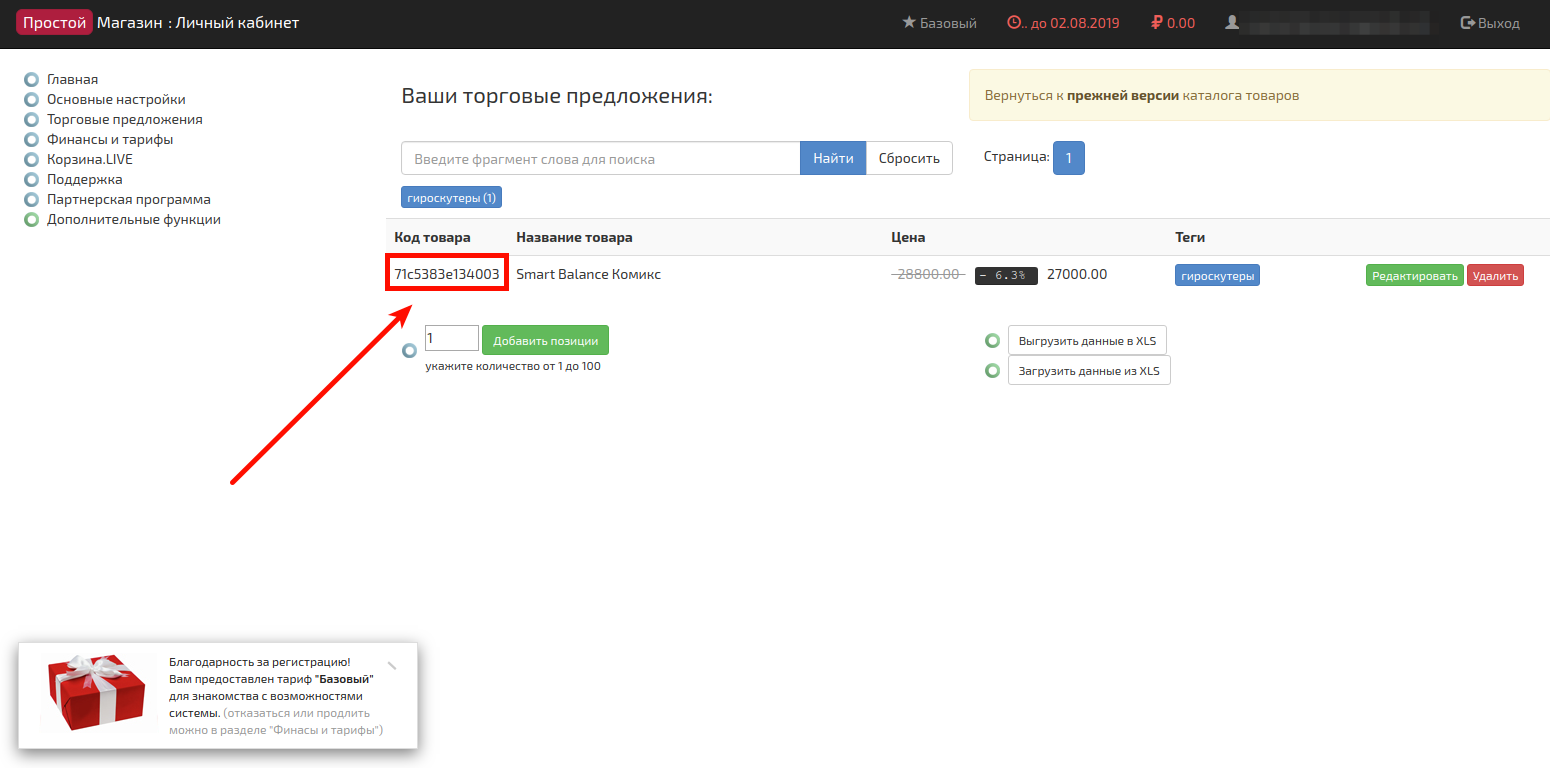 Простой Магазин : Личный кабинет
Базовый
.. до 02.08.2019
₽ 0.00
Выход
Главная
Основные настройки
Торговые предложения
Финансы и тарифы
Корзина.LIVE
Поддержка
Партнерская программа
Дополнительные функции
Ваши торговые предложения:
Вернуться к прежней версии каталога товаров
Введите фрагмент слова для поиска
Найти
Сбросить
Страница: 1
гироскутеры (1)
Код товара Название товара Цена Теги
71c5383e134003 Smart Balance Комикс 28800.00 - 6.3% 27000.00 гироскутеры Редактировать Удалить
1 Добавить позиции
укажите количество от 1 до 100
Выгрузить данные в XLS
Загрузить данные из XLS
Благодарность за регистрацию!
Вам предоставлен тариф "Базовый"
для знакомства с возможностями
системы. (отказаться или продлить
можно в разделе "Финасы и тарифы")